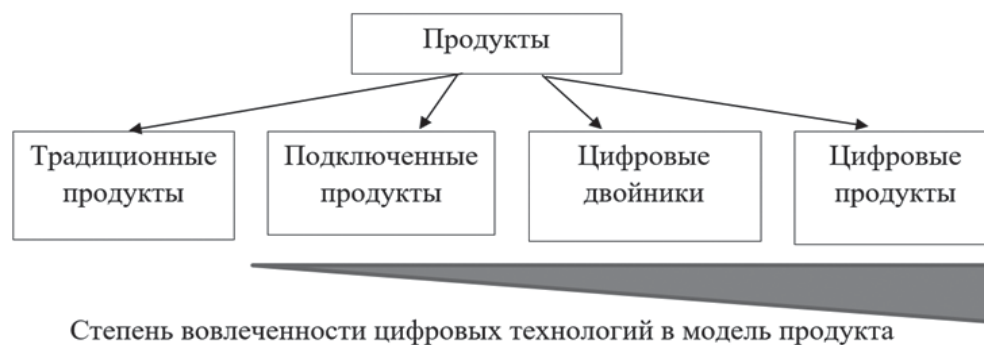 Продукты
Традиционные
продукты
Подключенные
продукты
Цифровые
двойники
Цифровые
продукты
Степень вовлеченности цифровых технологий в модель продукта